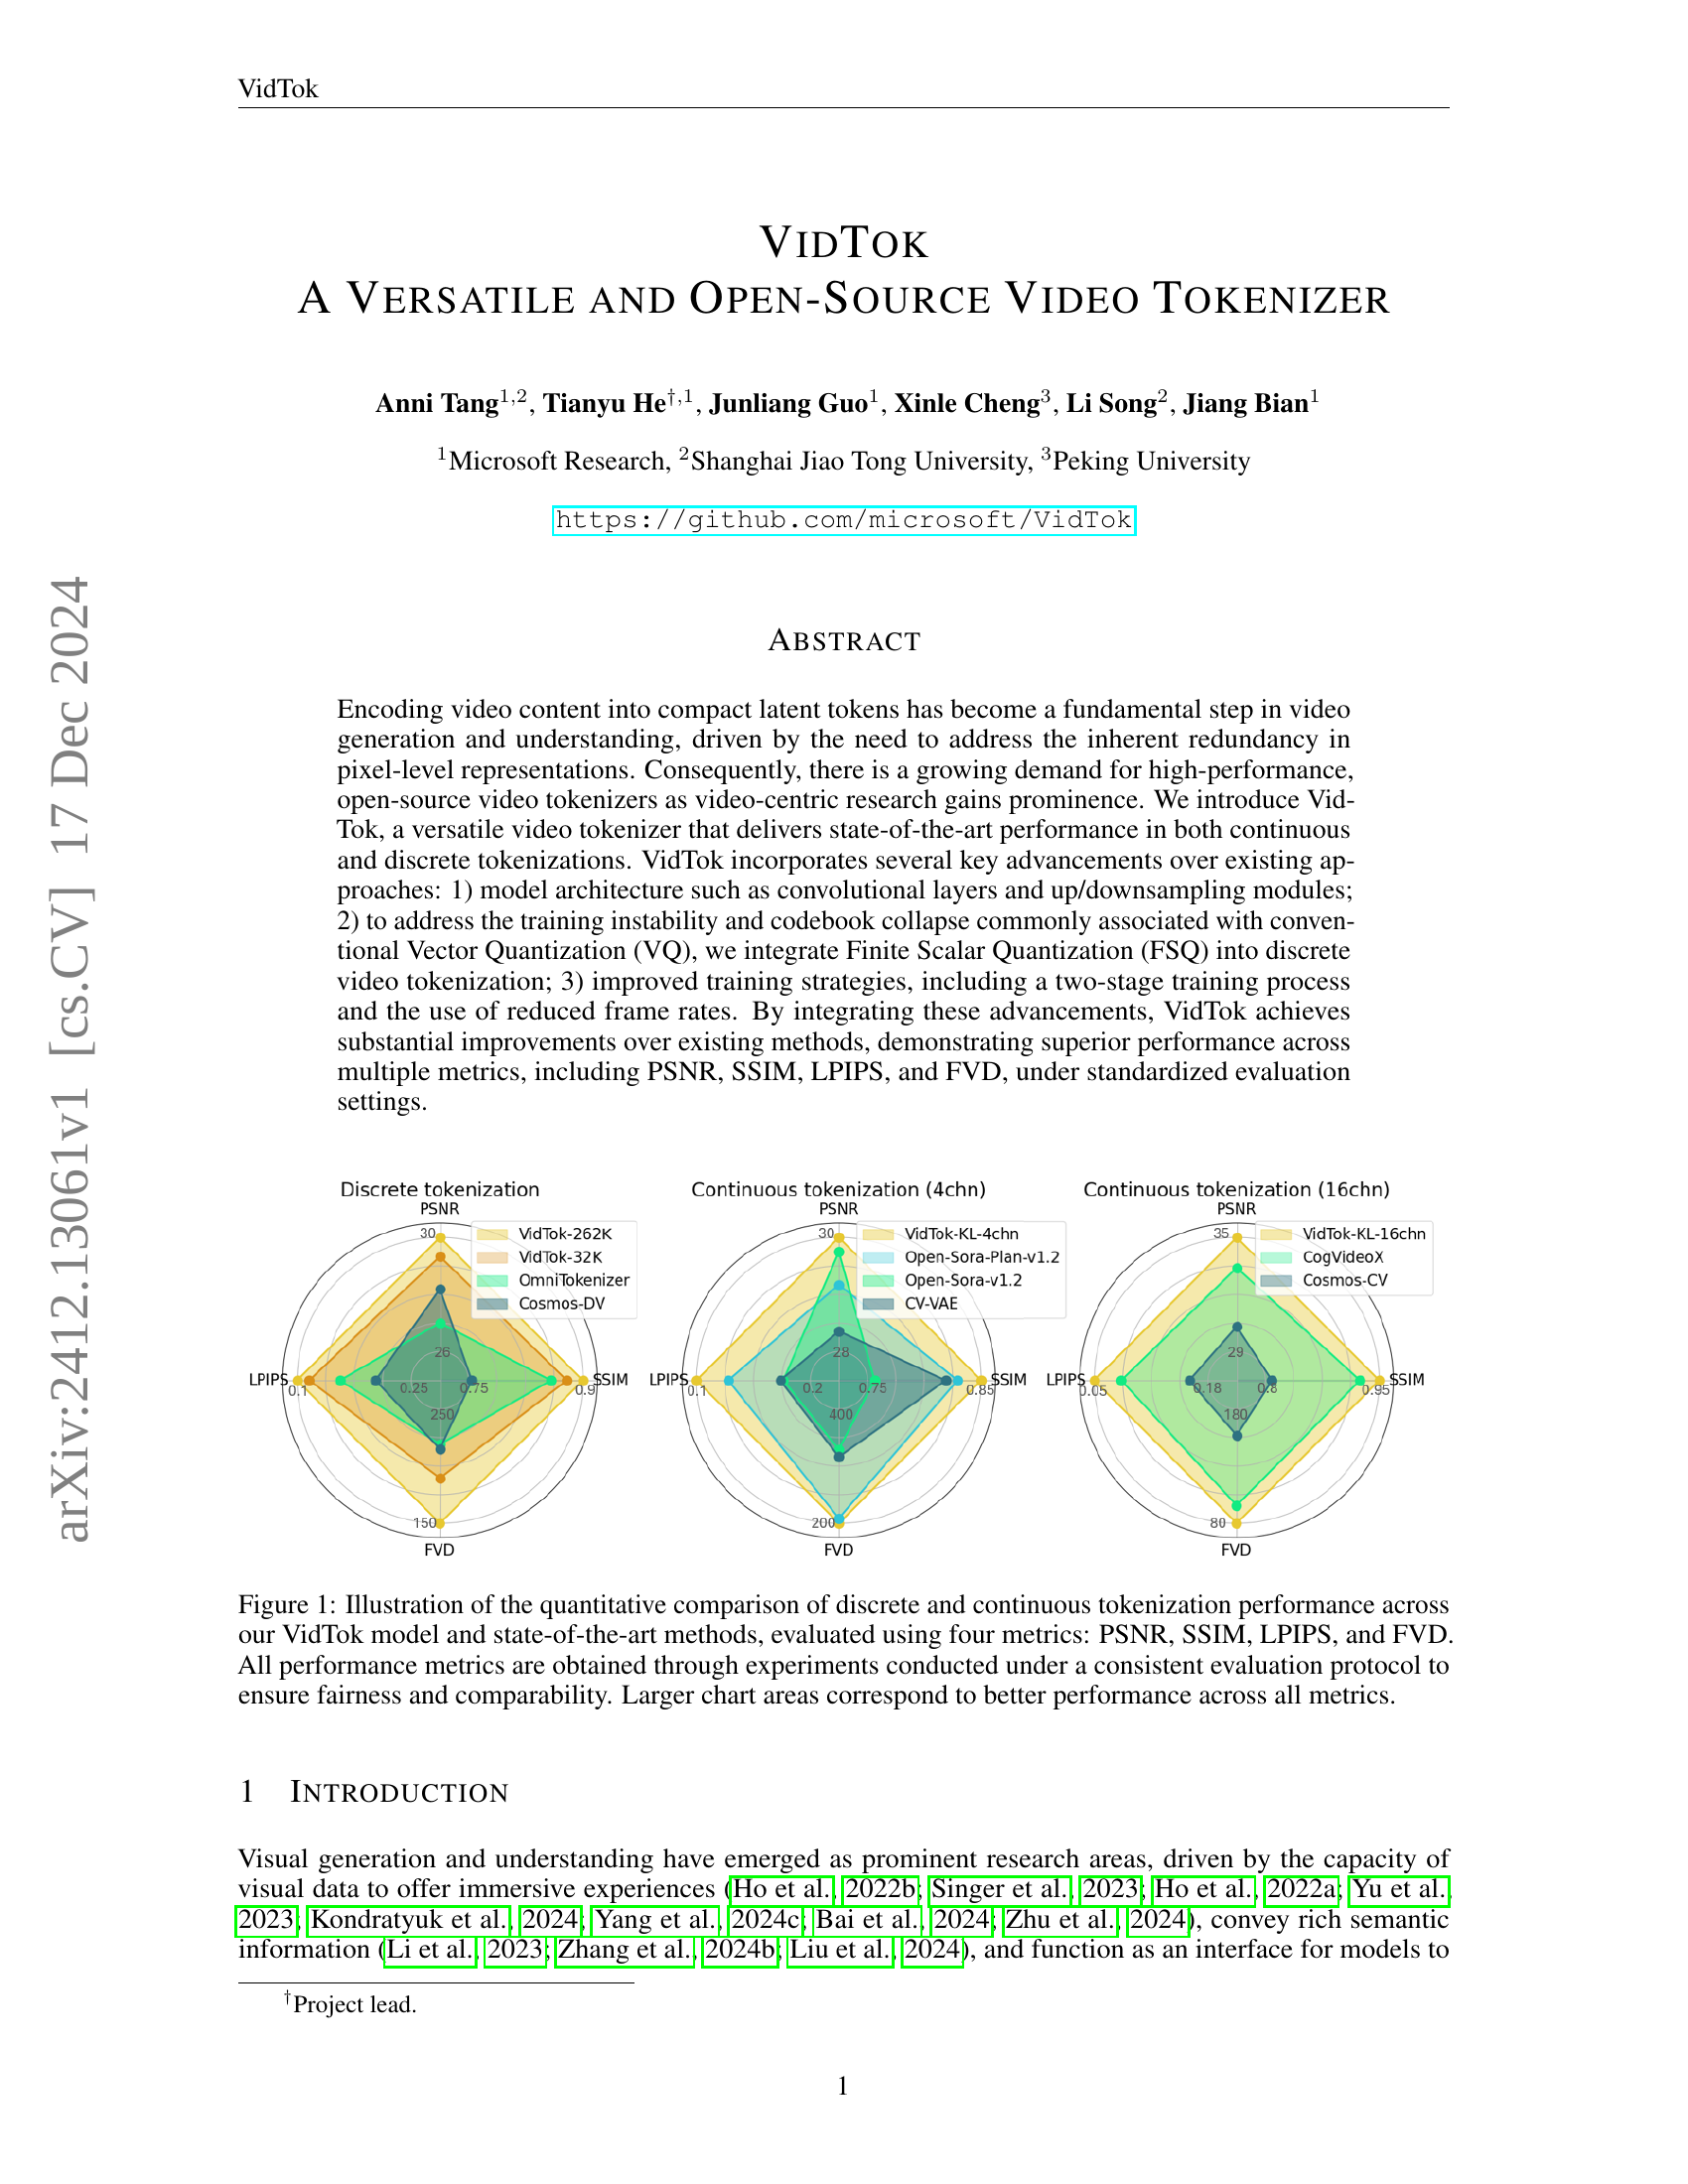 VidTok
VIDTOK
A VERSATILE AND OPEN-SOURCE VIDEO TOKENIZER
Anni Tang1,2, Tianyu He†,1, Junliang Guo1, Xinle Cheng3, Li Song2, Jiang Bian1
1Microsoft Research, 2Shanghai Jiao Tong University, 3Peking University
https://github.com/microsoft/VidTok
arXiv:2412.13061v1 [cs.CV] 17 Dec 2024
ABSTRACT
Encoding video content into compact latent tokens has become a fundamental step in video
generation and understanding, driven by the need to address the inherent redundancy in
pixel-level representations. Consequently, there is a growing demand for high-performance,
open-source video tokenizers as video-centric research gains prominence. We introduce Vid-
Tok, a versatile video tokenizer that delivers state-of-the-art performance in both continuous
and discrete tokenizations. VidTok incorporates several key advancements over existing ap-
proaches: 1) model architecture such as convolutional layers and up/downsampling modules;
2) to address the training instability and codebook collapse commonly associated with conven-
tional Vector Quantization (VQ), we integrate Finite Scalar Quantization (FSQ) into discrete
video tokenization; 3) improved training strategies, including a two-stage training process
and the use of reduced frame rates. By integrating these advancements, VidTok achieves
substantial improvements over existing methods, demonstrating superior performance across
multiple metrics, including PSNR, SSIM, LPIPS, and FVD, under standardized evaluation
settings.
Discrete tokenization
PSNR
30
VidTok-262K
VidTok-32K
OmniTokenizer
Cosmos-DV
26
LPIPS
0.1
0.25
0.75
0.9
SSIM
250
150
FVD
Continuous tokenization (4chn)
PSNR
30
VidTok-KL-4chn
Open-Sora-Plan-v1.2
Open-Sora-v1.2
CV-VAE
28
LPIPS
0.1
0.2
0.75
0.85
SSIM
400
200
FVD
Continuous tokenization (16chn)
PSNR
35
VidTok-KL-16chn
CogVideoX
Cosmos-CV
29
LPIPS
0.05
0.18
0.8
0.95
SSIM
180
80
FVD
Figure 1: Illustration of the quantitative comparison of discrete and continuous tokenization performance across
our VidTok model and state-of-the-art methods, evaluated using four metrics: PSNR, SSIM, LPIPS, and FVD.
All performance metrics are obtained through experiments conducted under a consistent evaluation protocol to
ensure fairness and comparability. Larger chart areas correspond to better performance across all metrics.
1 INTRODUCTION
Visual generation and understanding have emerged as prominent research areas, driven by the capacity of
visual data to offer immersive experiences (Ho et al., 2022b; Singer et al., 2023; Ho et al., 2022a; Yu et al.,
2023; Kondratyuk et al., 2024; Yang et al., 2024c; Bai et al., 2024; Zhu et al., 2024), convey rich semantic
information (Li et al., 2023; Zhang et al., 2024b; Liu et al., 2024), and function as an interface for models to
†Project lead.
1